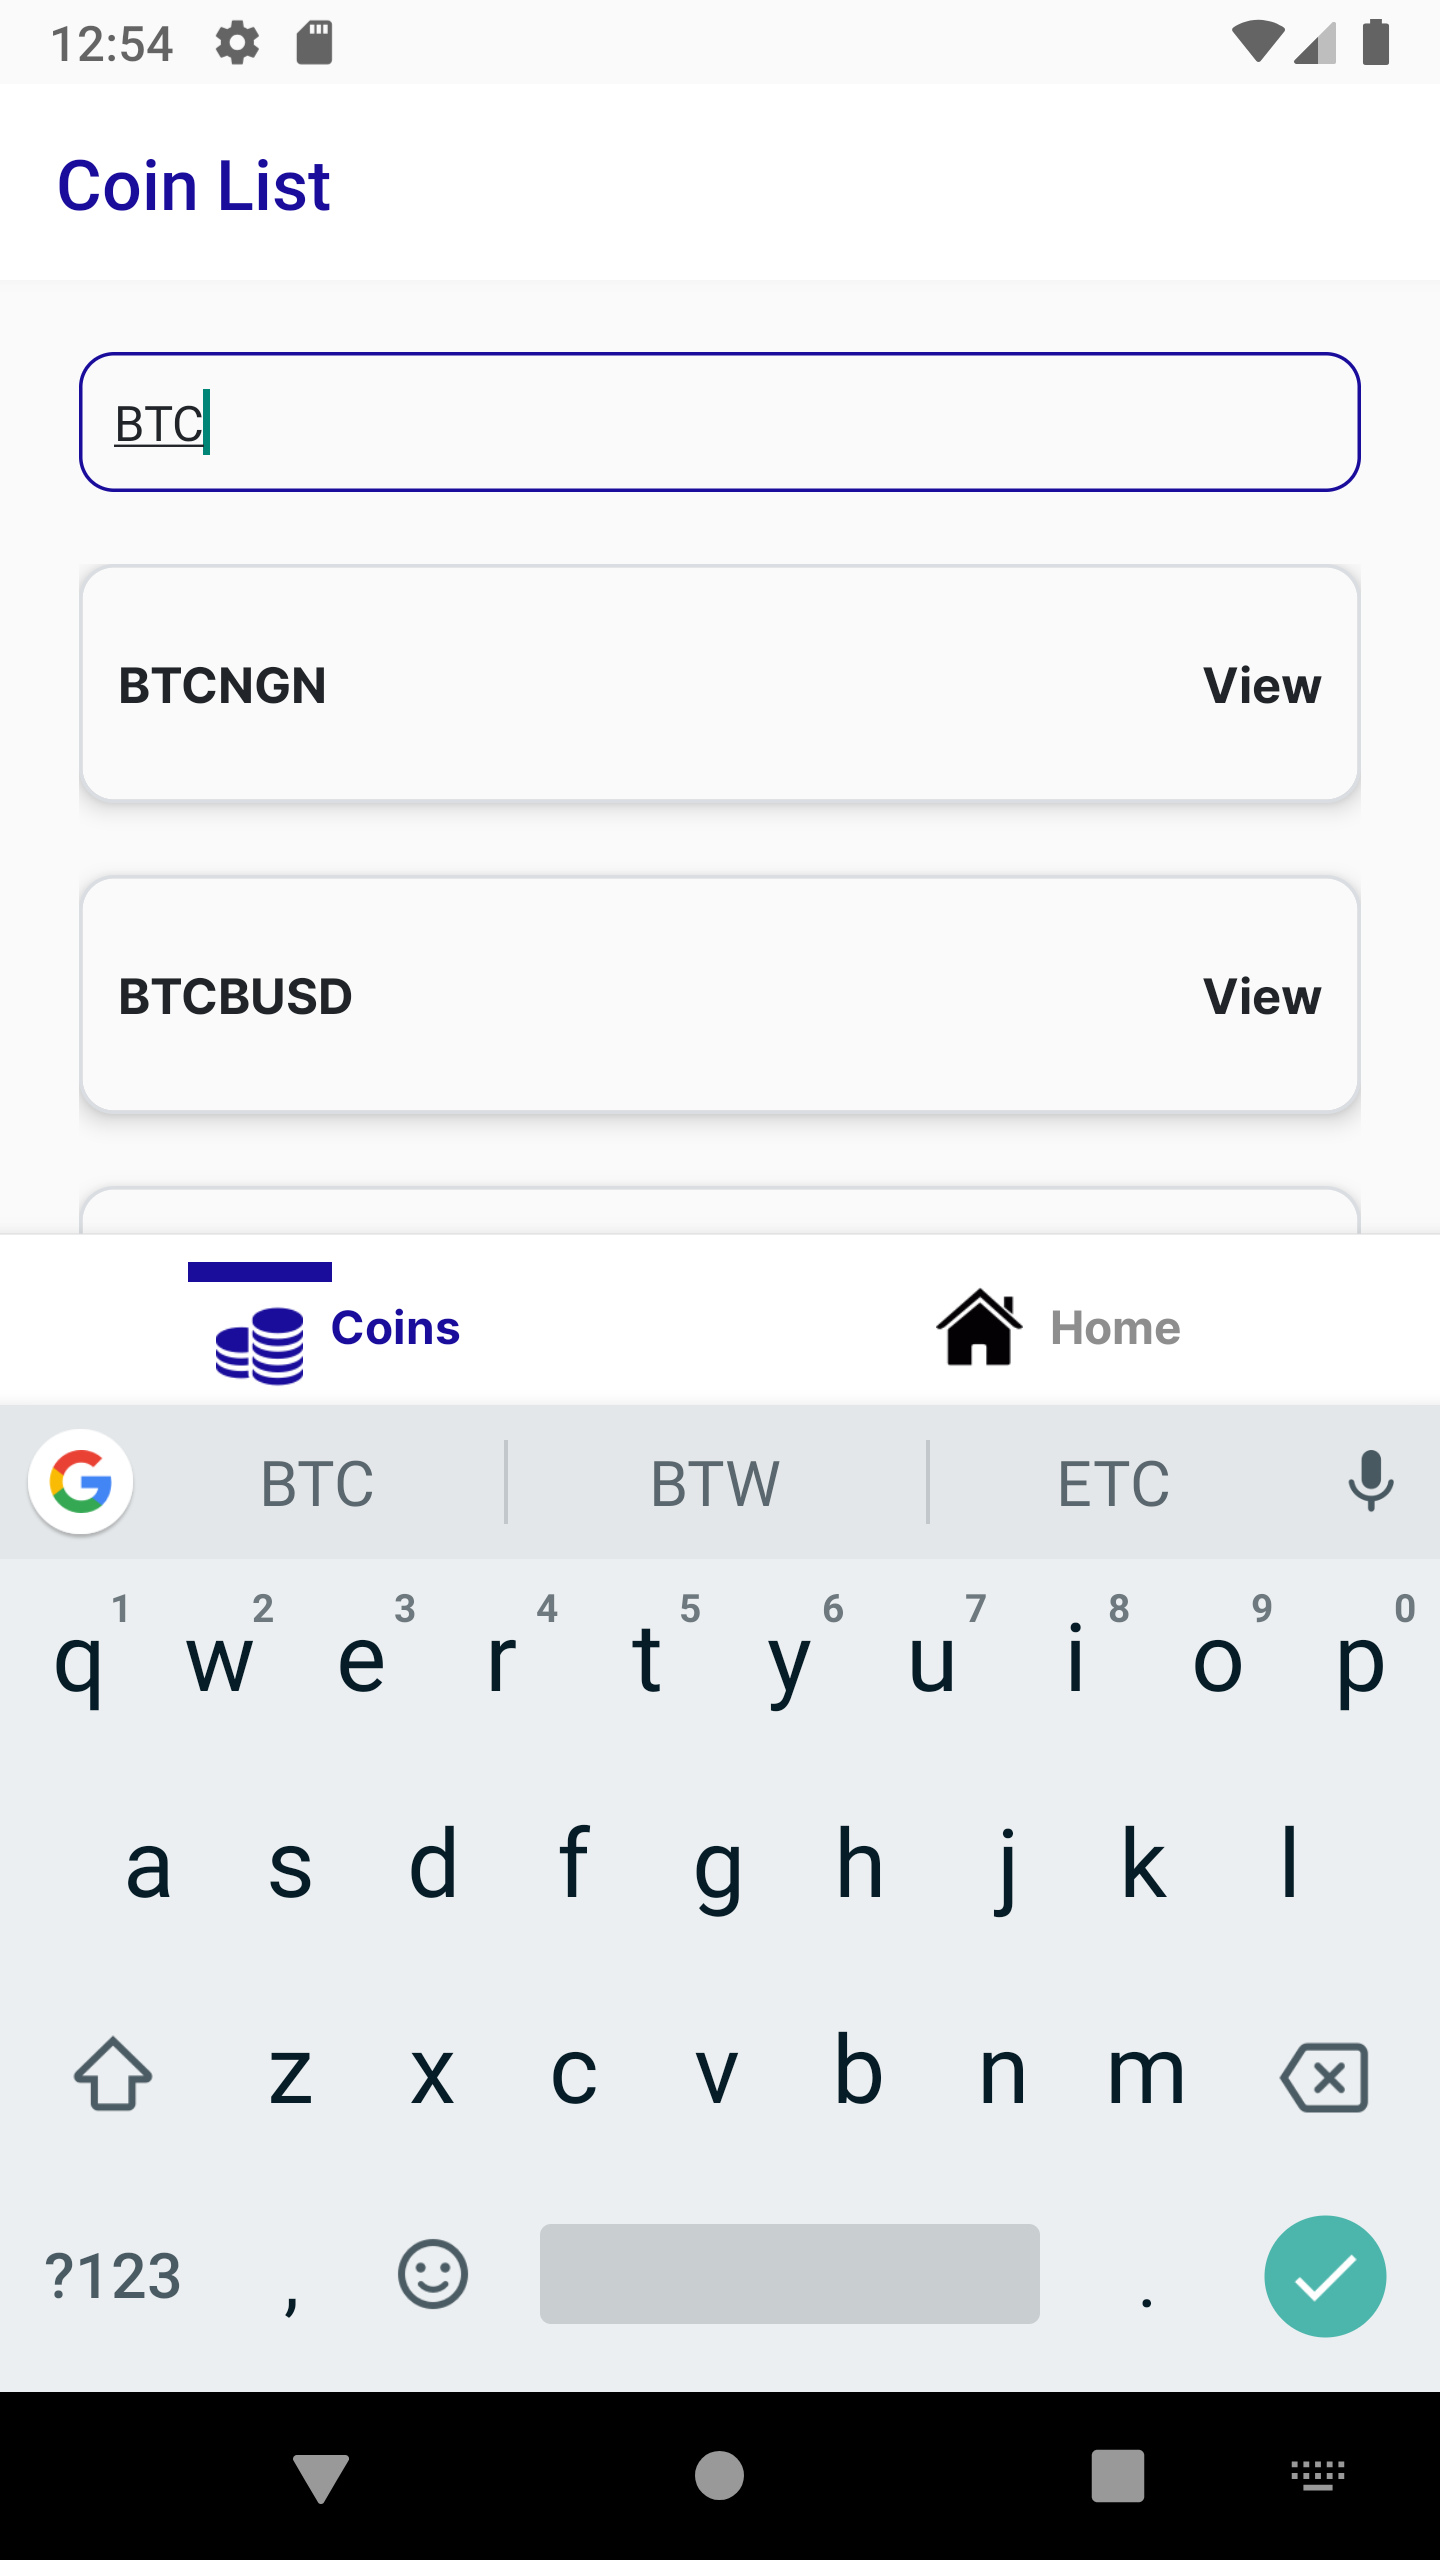 12:54
Coin List
BTC
BTCNGN View
BTCBUSD View
Coins Home
BTC BTW ETC
1 2 3 4 5 6 7 8 9 0
q w e r t y u i o p
a s d f g h j k l
z x c v b n m
?123 , .